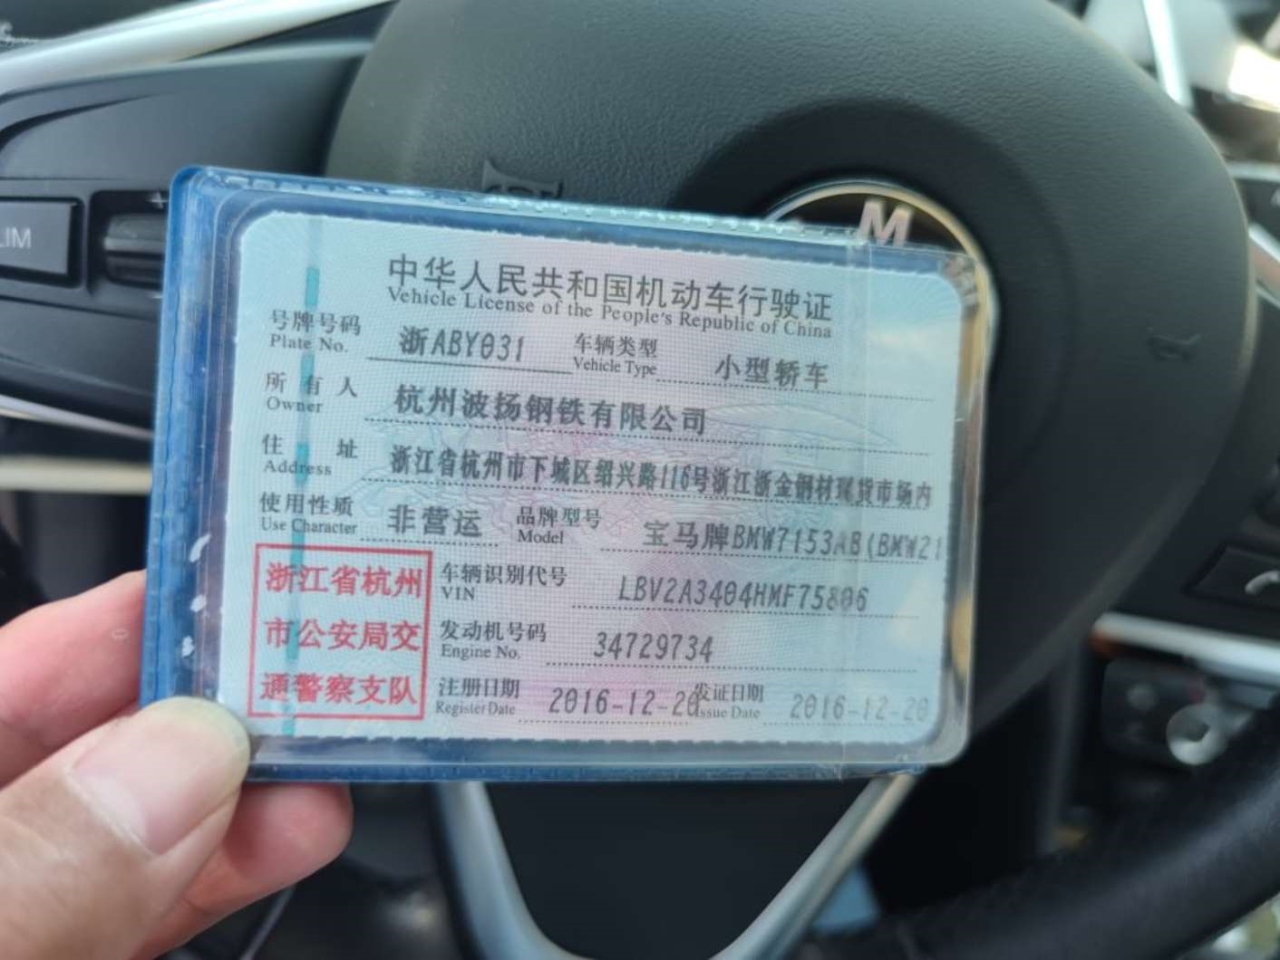 LIM
M
中华人民共和国机动车行驶证
Vehicle License of the People's Republic of China
号牌号码 浙ABY031 车辆类型 小型轿车
Plate No. Vehicle Type
所有人 杭州波扬钢铁有限公司
Owner
住址 浙江省杭州市下城区绍兴路116号浙江浙金钢材现货市场内
Address
使用性质 非营运 品牌型号 宝马牌BMW7153AB(BMW21
Use Character Model
浙江省杭州
市公安局交
通警察支队
车辆识别代号 LBV2A3404HMF75806
VIN
发动机号码 34729734
Engine No.
注册日期 2016-12-20 发证日期 2016-12-20
Register Date Issue Date